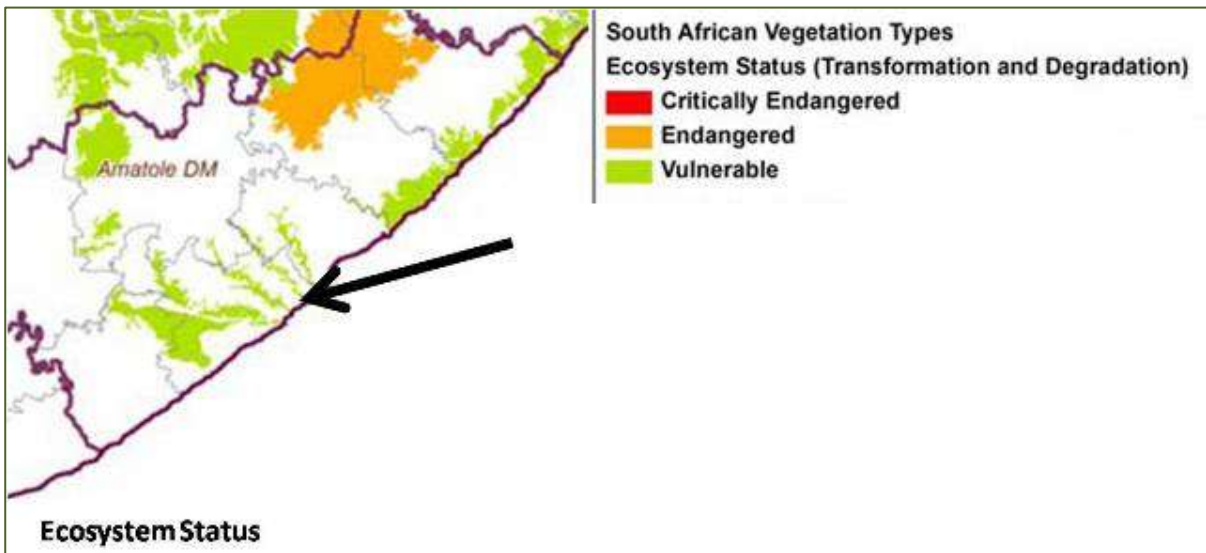 South African Vegetation Types
Ecosystem Status (Transformation and Degradation)
Critically Endangered
Endangered
Vulnerable
Amatole DM
Ecosystem Status